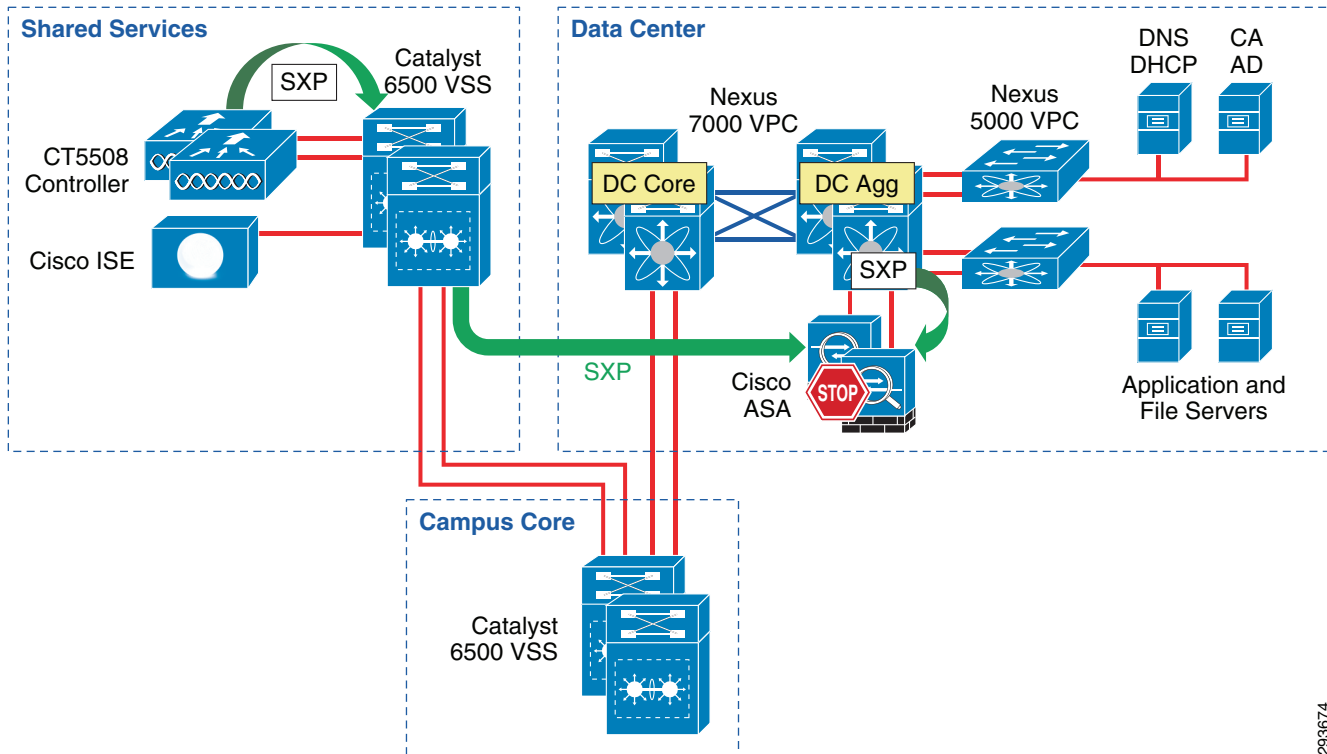 Shared Services
SXP
Catalyst
6500 VSS
CT5508
Controller
Cisco ISE
Data Center
DNS
DHCP
CA
AD
Nexus
7000 VPC
Nexus
5000 VPC
DC Core
DC Agg
SXP
SXP
Cisco
ASA
STOP
Application and
File Servers
Campus Core
Catalyst
6500 VSS
293674